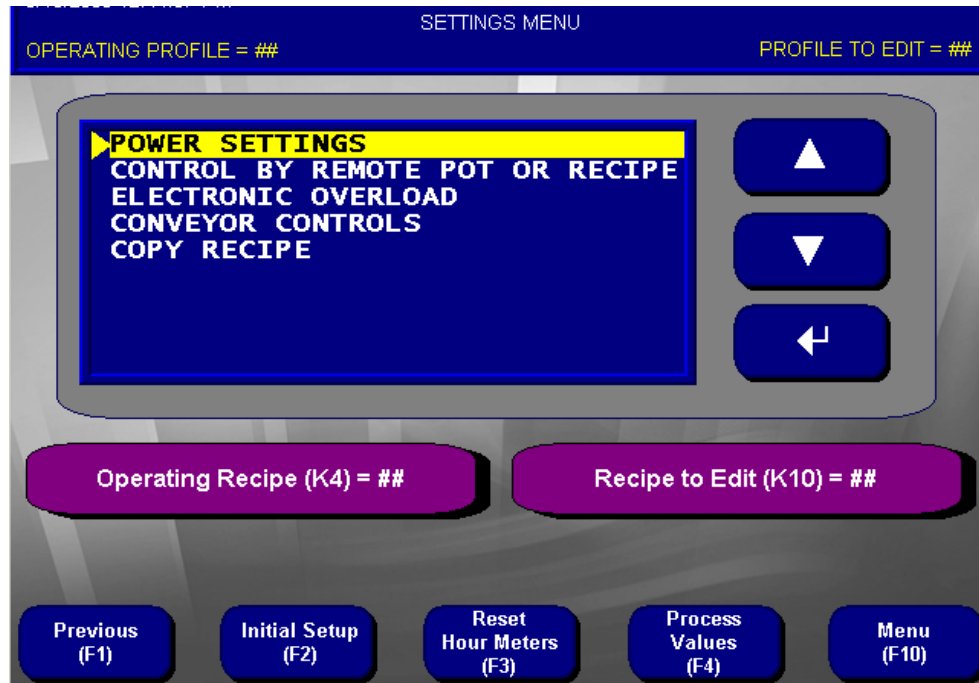 SETTINGS MENU
OPERATING PROFILE = ##
PROFILE TO EDIT = ##
POWER SETTINGS
CONTROL BY REMOTE POT OR RECIPE
ELECTRONIC OVERLOAD
CONVEYOR CONTROLS
COPY RECIPE
Operating Recipe (K4) = ##
Recipe to Edit (K10) = ##
Previous
(F1)
Initial Setup
(F2)
Reset
Hour Meters
(F3)
Process
Values
(F4)
Menu
(F10)